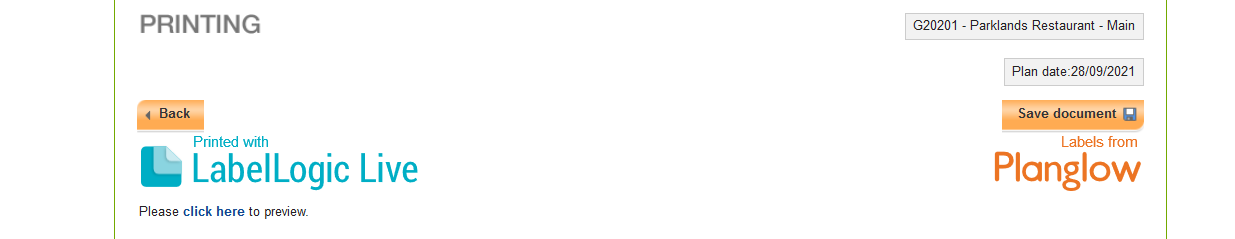 PRINTING
G20201 - Parklands Restaurant - Main
Plan date:28/09/2021
Back
Save document
Printed with
LabelLogic Live
Labels from
Planglow
Please click here to preview.